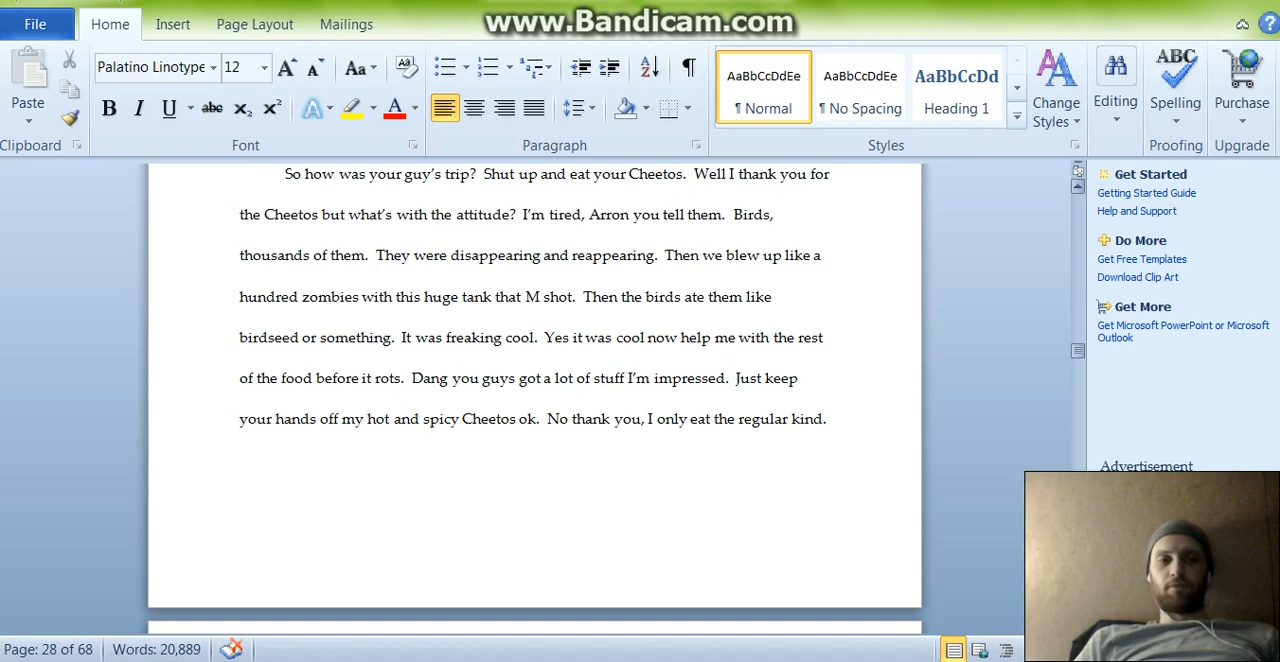 www.Bandicam.com
File Home Insert Page Layout Mailings
Palatino Linotype 12
Aa
B I U abc X₂ X² A A
AaBbCcDdEe AaBbCcDdEe AaBbCcDd
¶ Normal ¶ No Spacing Heading 1
Paste
Change Styles
Editing
ABC
Spelling
Purchase
Clipboard Font Paragraph Styles Proofing Upgrade
So how was your guy's trip? Shut up and eat your Cheetos. Well I thank you for
the Cheetos but what's with the attitude? I'm tired, Arron you tell them. Birds,
thousands of them. They were disappearing and reappearing. Then we blew up like a
hundred zombies with this huge tank that M shot. Then the birds ate them like
birdseed or something. It was freaking cool. Yes it was cool now help me with the rest
of the food before it rots. Dang you guys got a lot of stuff I'm impressed. Just keep
your hands off my hot and spicy Cheetos ok. No thank you, I only eat the regular kind.
Get Started
Getting Started Guide
Help and Support
Do More
Get Free Templates
Download Clip Art
Get More
Get Microsoft PowerPoint or Microsoft
Outlook
Advertisement
Page: 28 of 68 Words: 20,889